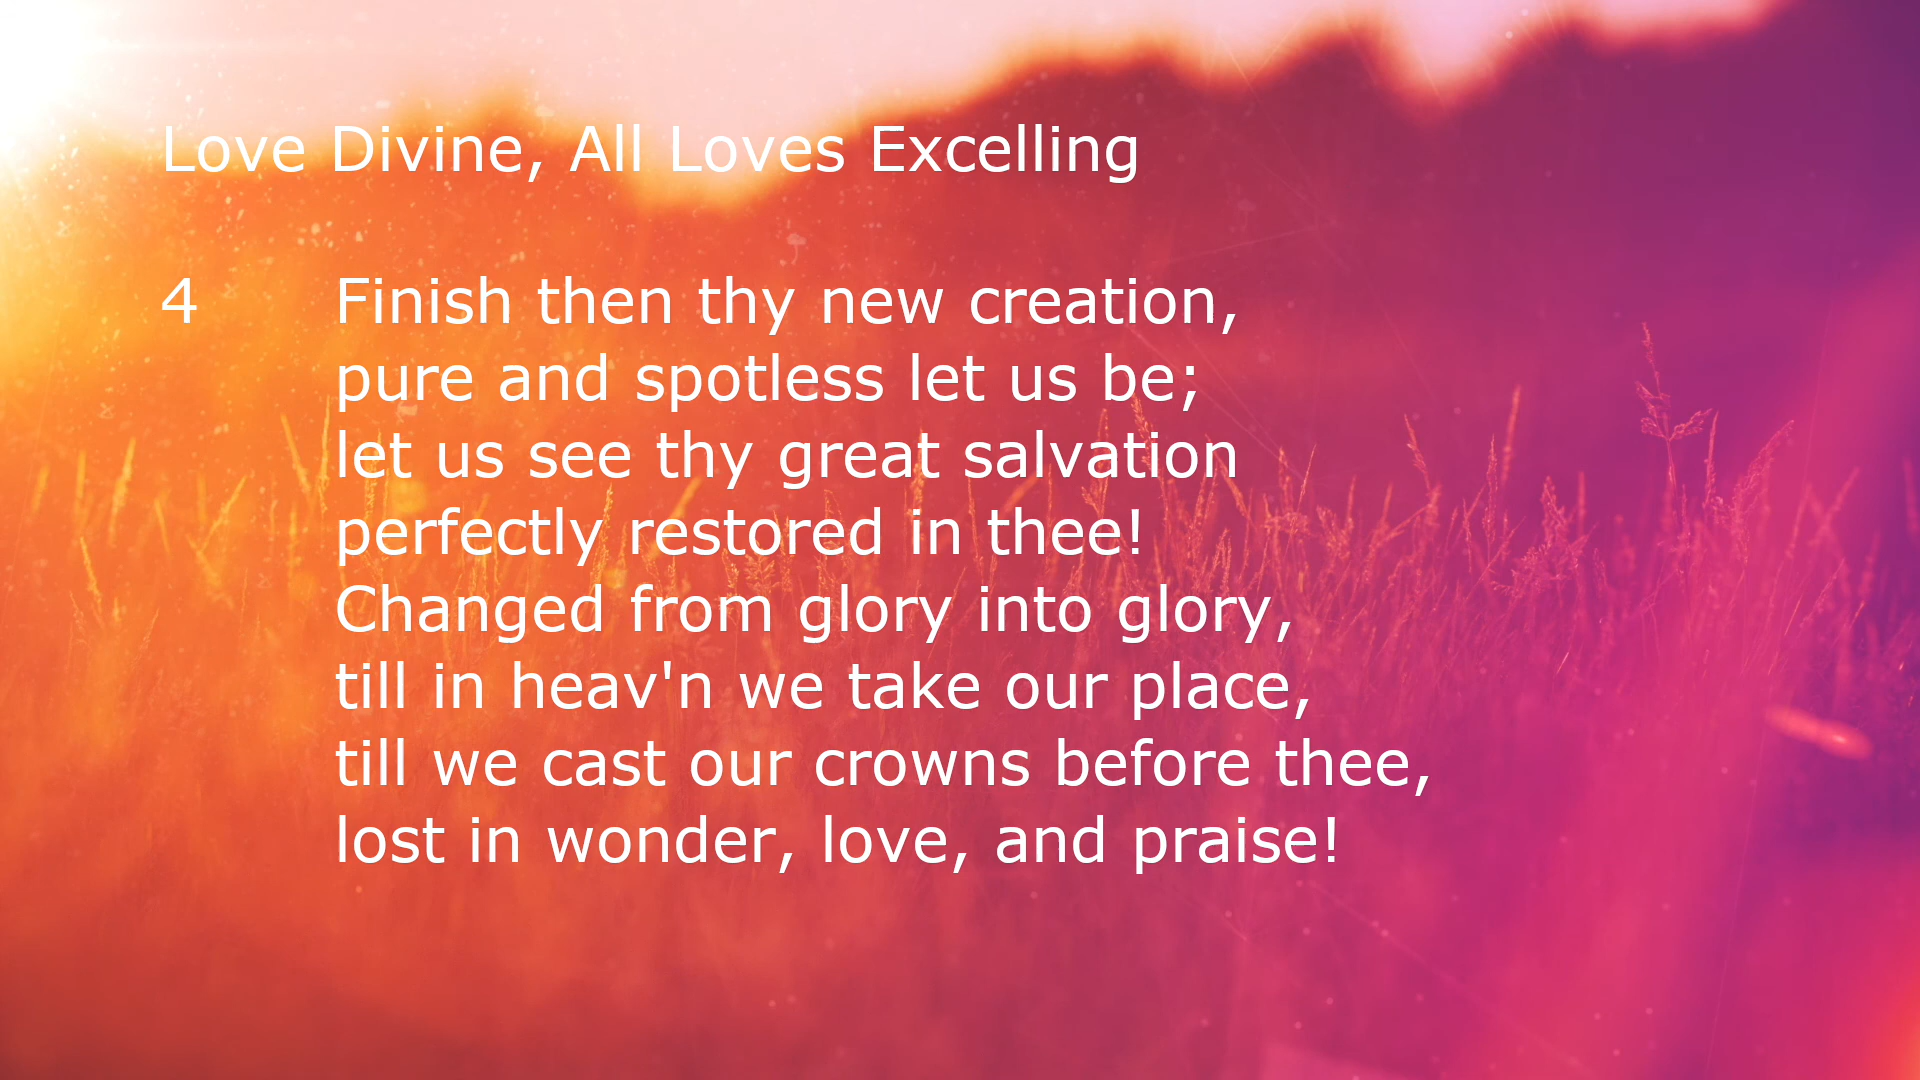 Love Divine, All Loves Excelling
4 Finish then thy new creation,
pure and spotless let us be;
let us see thy great salvation
perfectly restored in thee!
Changed from glory into glory,
till in heav'n we take our place,
till we cast our crowns before thee,
lost in wonder, love, and praise!